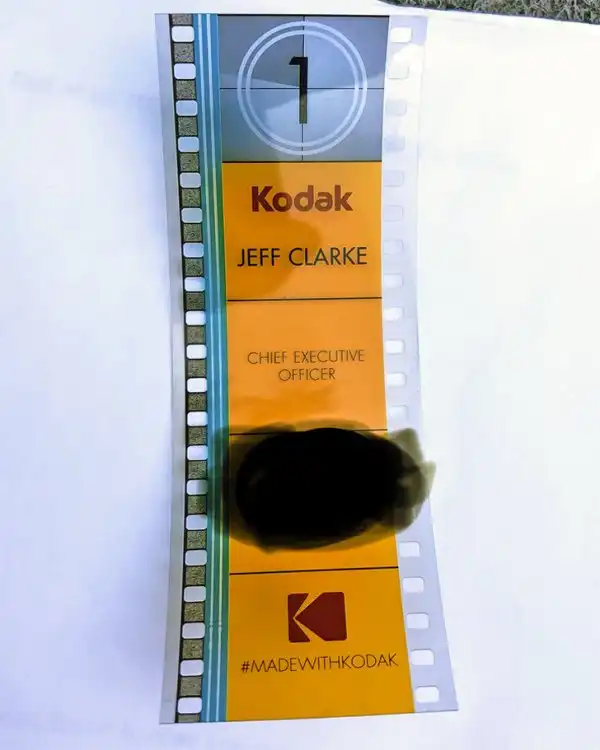 1
Kodak
JEFF CLARKE
CHIEF EXECUTIVE
OFFICER
#MADEWITHKODAK